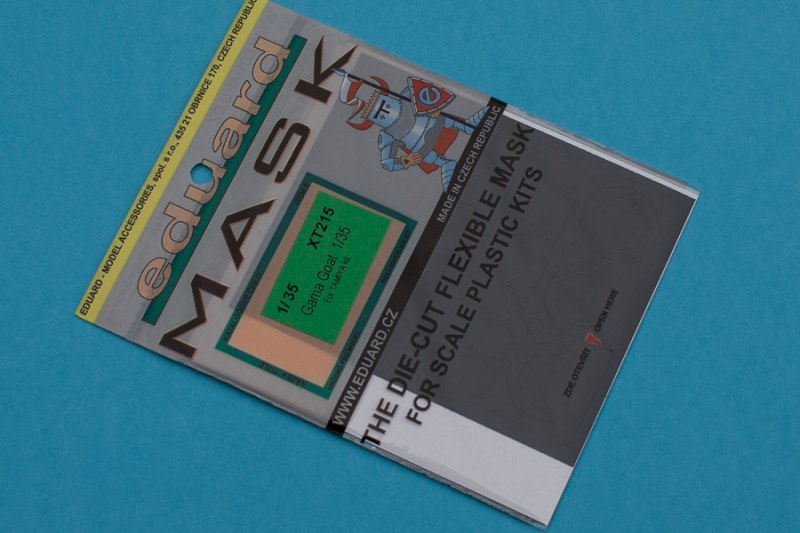 EDUARD - MODEL ACCESSORIES, spol. s r.o., 435 21 OBRNICE 170, CZECH REPUBLIC
eduard
MASK
e
1/35 XT215
Gama Goat 1/35
For TAMIYA kit
WWW.EDUARD.CZ MADE IN CZECH REPUBLIC
THE DIE-CUT FLEXIBLE MASK
FOR SCALE PLASTIC KITS
ZDE OTEVŘIT OPEN HERE